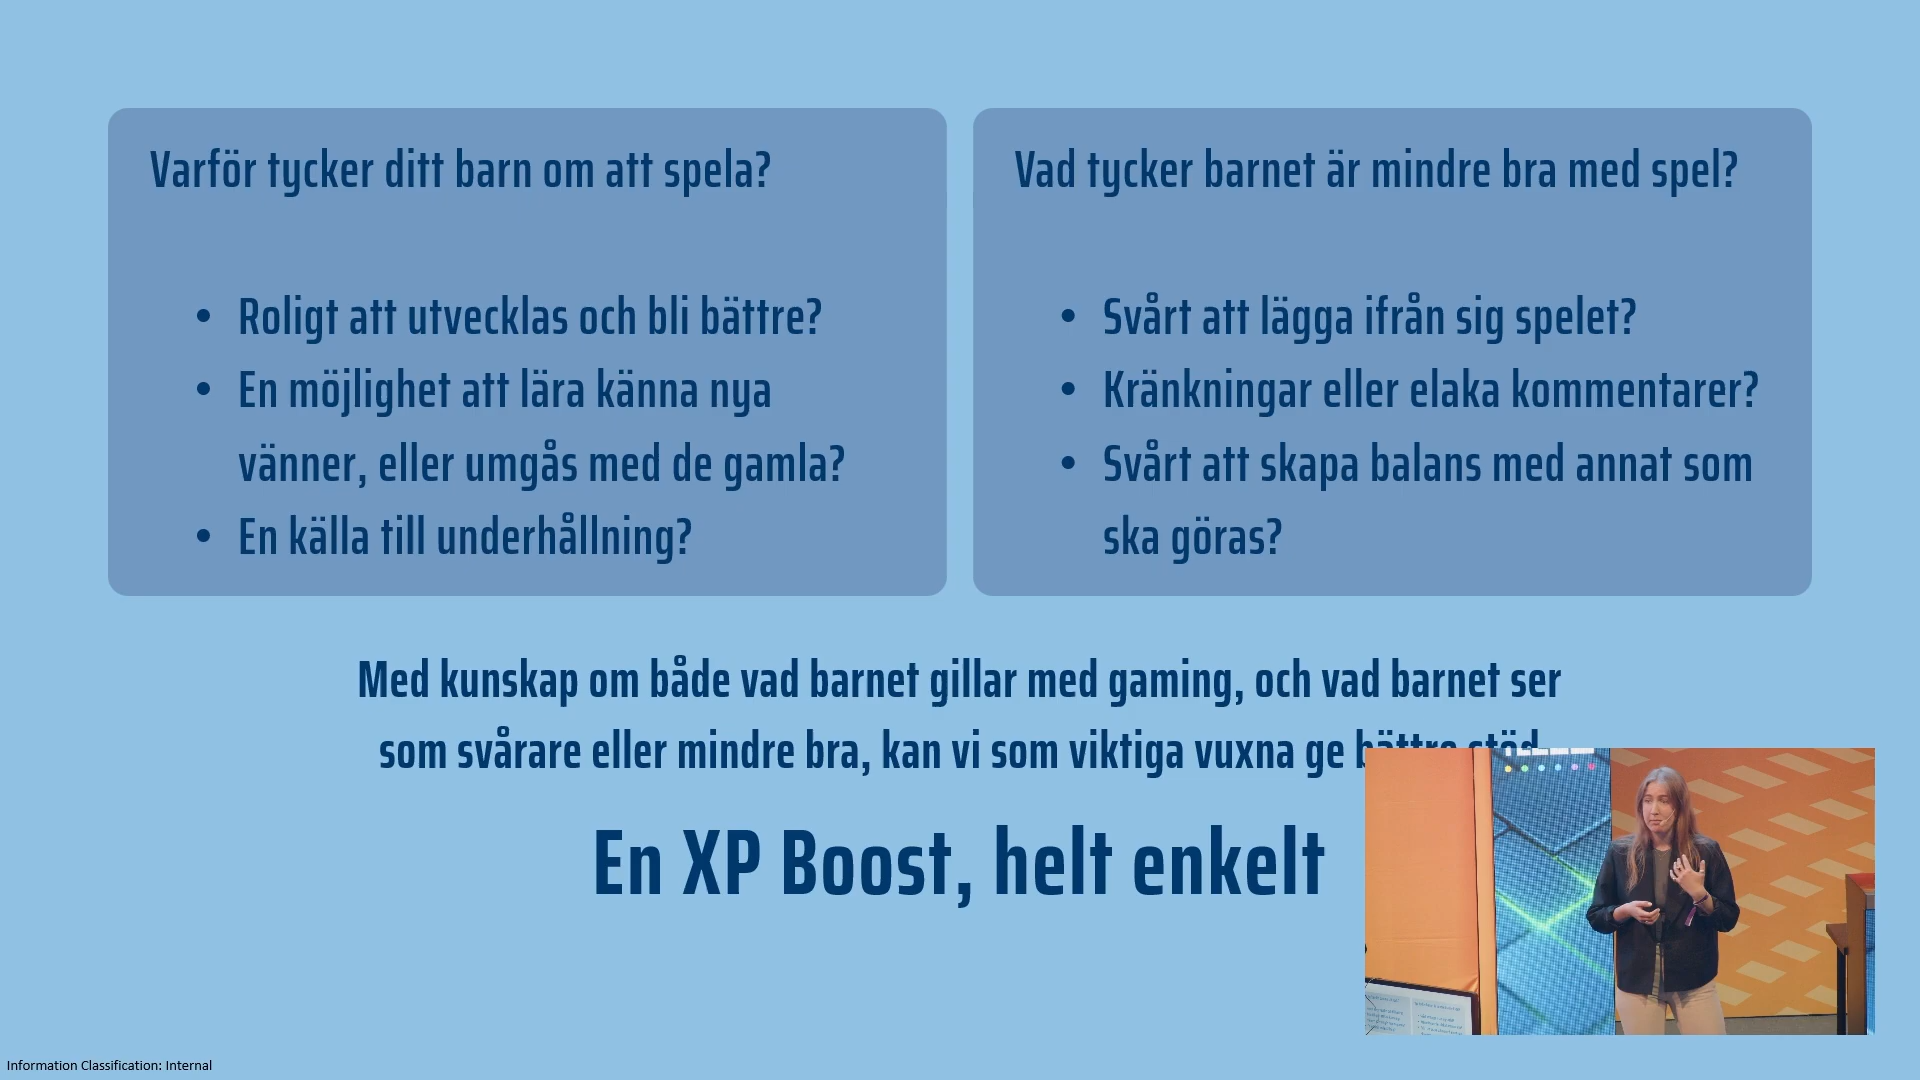 Varför tycker ditt barn om att spela?
• Roligt att utvecklas och bli bättre?
• En möjlighet att lära känna nya
vänner, eller umgås med de gamla?
• En källa till underhållning?
Vad tycker barnet är mindre bra med spel?
• Svårt att lägga ifrån sig spelet?
• Kränkningar eller elaka kommentarer?
• Svårt att skapa balans med annat som
ska göras?
Med kunskap om både vad barnet gillar med gaming, och vad barnet ser
som svårare eller mindre bra, kan vi som viktiga vuxna ge bättre stöd
En XP Boost, helt enkelt
Information Classification: Internal